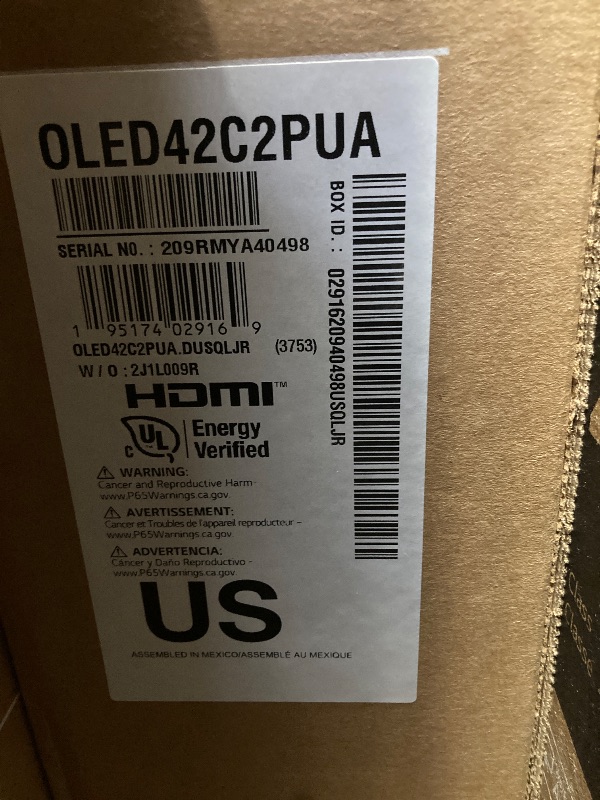 OLED42C2PUA
SERIAL NO. : 209RMYA40498
1 95174 02916 9
OLED42C2PUA.DUSQLJR (3753)
W / O : 2J1L009R
HDMI™
C UL Energy
Verified
WARNING:
Cancer and Reproductive Harm-
www.P65Warnings.ca.gov.
AVERTISSEMENT:
Cancer et Troubles de l'appareil reproducteur –
www.P65Warnings.ca.gov.
ADVERTENCIA:
Cáncer y Daño Reproductivo -
www.P65Warnings.ca.gov.
US
ASSEMBLED IN MEXICO/ASSEMBLÉ AU MEXIQUE
BOX ID.: 0291620940498USQLJR